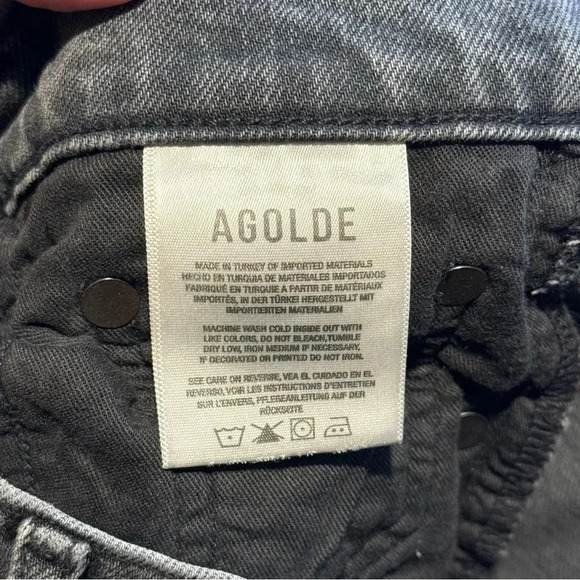 AGOLDE
MADE IN TURKEY OF IMPORTED MATERIALS
HECHO EN TURQUIA DE MATERIALES IMPORTADOS
FABRIQUÉ EN TURQUIE A PARTIR DE MATÉRIAUX
IMPORTÉS, IN DER TÜRKEI HERGESTELLT MIT
IMPORTIERTEN MATERIALIEN
MACHINE WASH COLD INSIDE OUT WITH
LIKE COLORS, DO NOT BLEACH,TUMBLE
DRY LOW, IRON MEDIUM IF NECESSARY,
IF DECORATED OR PRINTED DO NOT IRON.
SEE CARE ON REVERSE, VEA EL CUIDADO EN EL
REVERSO, VOIR LES INSTRUCTIONS D'ENTRETIEN
SUR L'ENVERS, PFLEGEANLEITUNG AUF DER
RÜCKSEITE